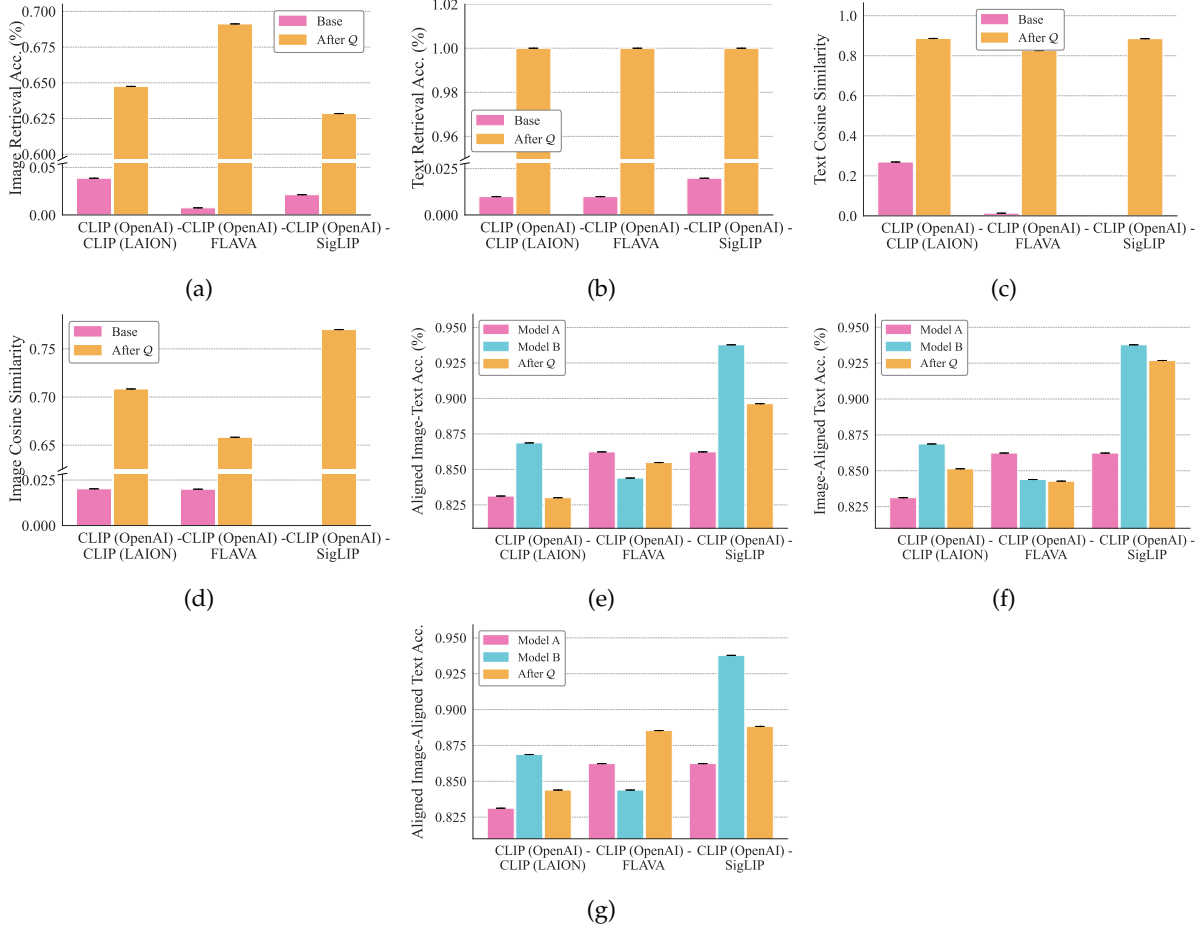 Image Retrieval Acc. (%)
0.700
0.675
0.650
0.625
0.600
0.05
0.00
Base
After Q
CLIP (OpenAI) -
CLIP (LAION)
CLIP (OpenAI) -
FLAVA
CLIP (OpenAI) -
SigLIP
(a)
Text Retrieval Acc. (%)
1.02
1.00
0.98
0.96
0.025
0.000
Base
After Q
CLIP (OpenAI) -
CLIP (LAION)
CLIP (OpenAI) -
FLAVA
CLIP (OpenAI) -
SigLIP
(b)
Text Cosine Similarity
1.0
0.8
0.6
0.4
0.2
0.0
Base
After Q
CLIP (OpenAI) -
CLIP (LAION)
CLIP (OpenAI) -
FLAVA
CLIP (OpenAI) -
SigLIP
(c)
Image Cosine Similarity
0.75
0.70
0.65
0.025
0.000
Base
After Q
CLIP (OpenAI) -
CLIP (LAION)
CLIP (OpenAI) -
FLAVA
CLIP (OpenAI) -
SigLIP
(d)
Aligned Image-Text Acc. (%)
0.950
0.925
0.900
0.875
0.850
0.825
Model A
Model B
After Q
CLIP (OpenAI) -
CLIP (LAION)
CLIP (OpenAI) -
FLAVA
CLIP (OpenAI) -
SigLIP
(e)
Image-Aligned Text Acc. (%)
0.950
0.925
0.900
0.875
0.850
0.825
Model A
Model B
After Q
CLIP (OpenAI) -
CLIP (LAION)
CLIP (OpenAI) -
FLAVA
CLIP (OpenAI) -
SigLIP
(f)
Aligned Image-Aligned Text Acc.
0.950
0.925
0.900
0.875
0.850
0.825
Model A
Model B
After Q
CLIP (OpenAI) -
CLIP (LAION)
CLIP (OpenAI) -
FLAVA
CLIP (OpenAI) -
SigLIP
(g)